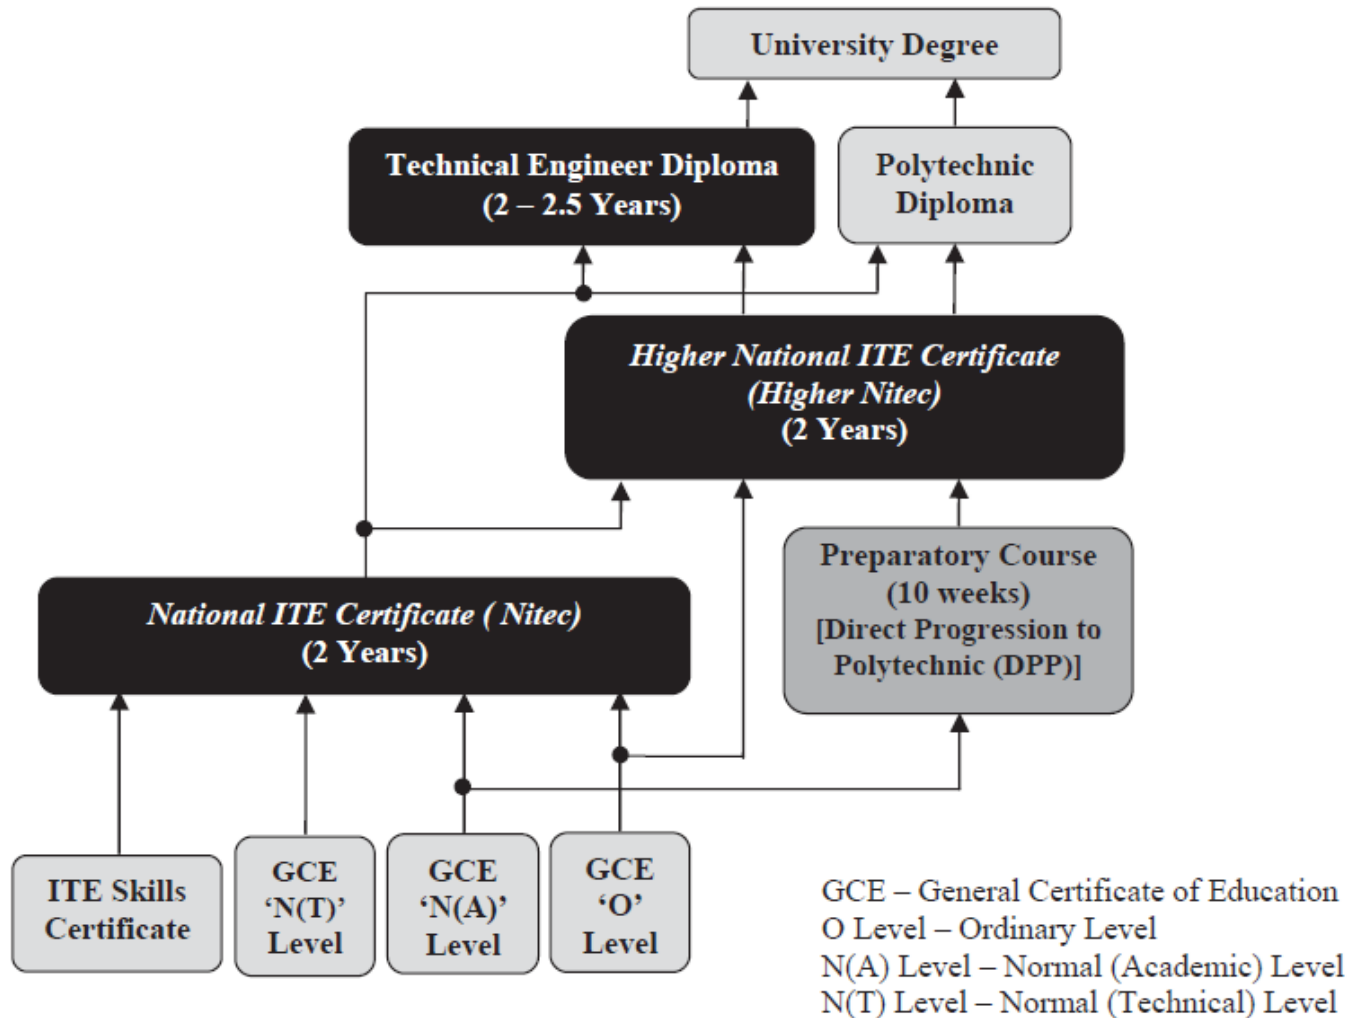 University Degree
Technical Engineer Diploma
(2 – 2.5 Years)
Polytechnic
Diploma
Higher National ITE Certificate
(Higher Nitec)
(2 Years)
Preparatory Course
(10 weeks)
[Direct Progression to
Polytechnic (DPP)]
National ITE Certificate ( Nitec)
(2 Years)
ITE Skills
Certificate
GCE
‘N(T)’
Level
GCE
‘N(A)’
Level
GCE
‘O’
Level
GCE – General Certificate of Education
O Level – Ordinary Level
N(A) Level – Normal (Academic) Level
N(T) Level – Normal (Technical) Level